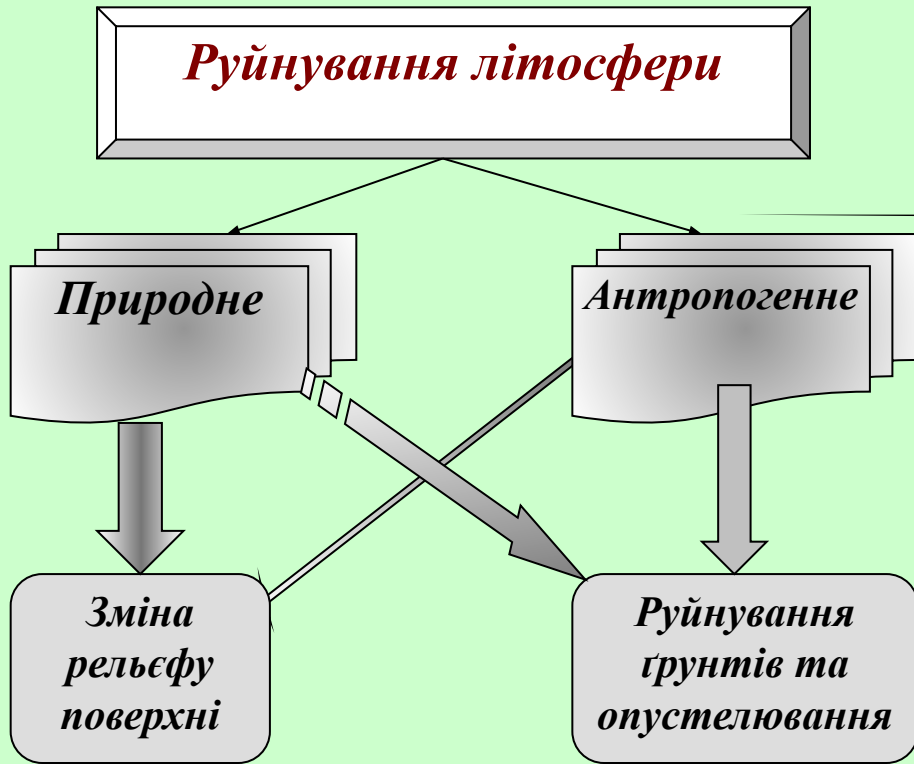 Руйнування літосфери
Природне
Антропогенне
Зміна
рельєфу
поверхні
Руйнування
ґрунтів та
опустелювання